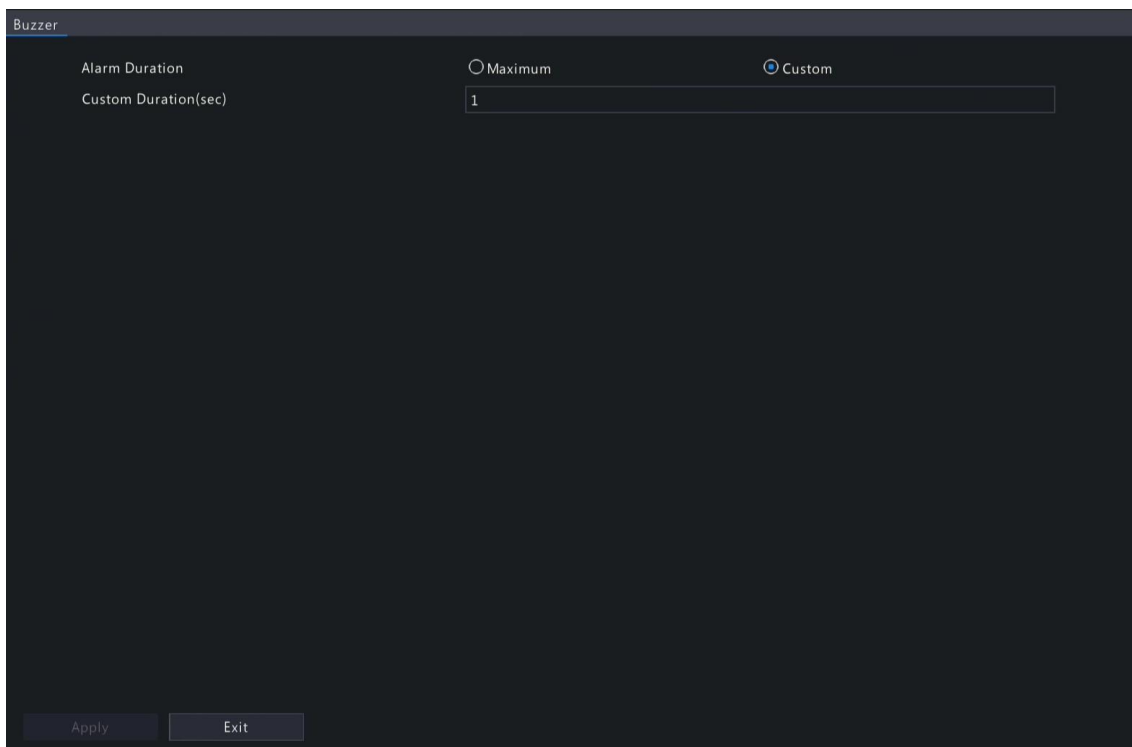 Buzzer
Alarm Duration Maximum Custom
Custom Duration(sec) 1
Apply Exit